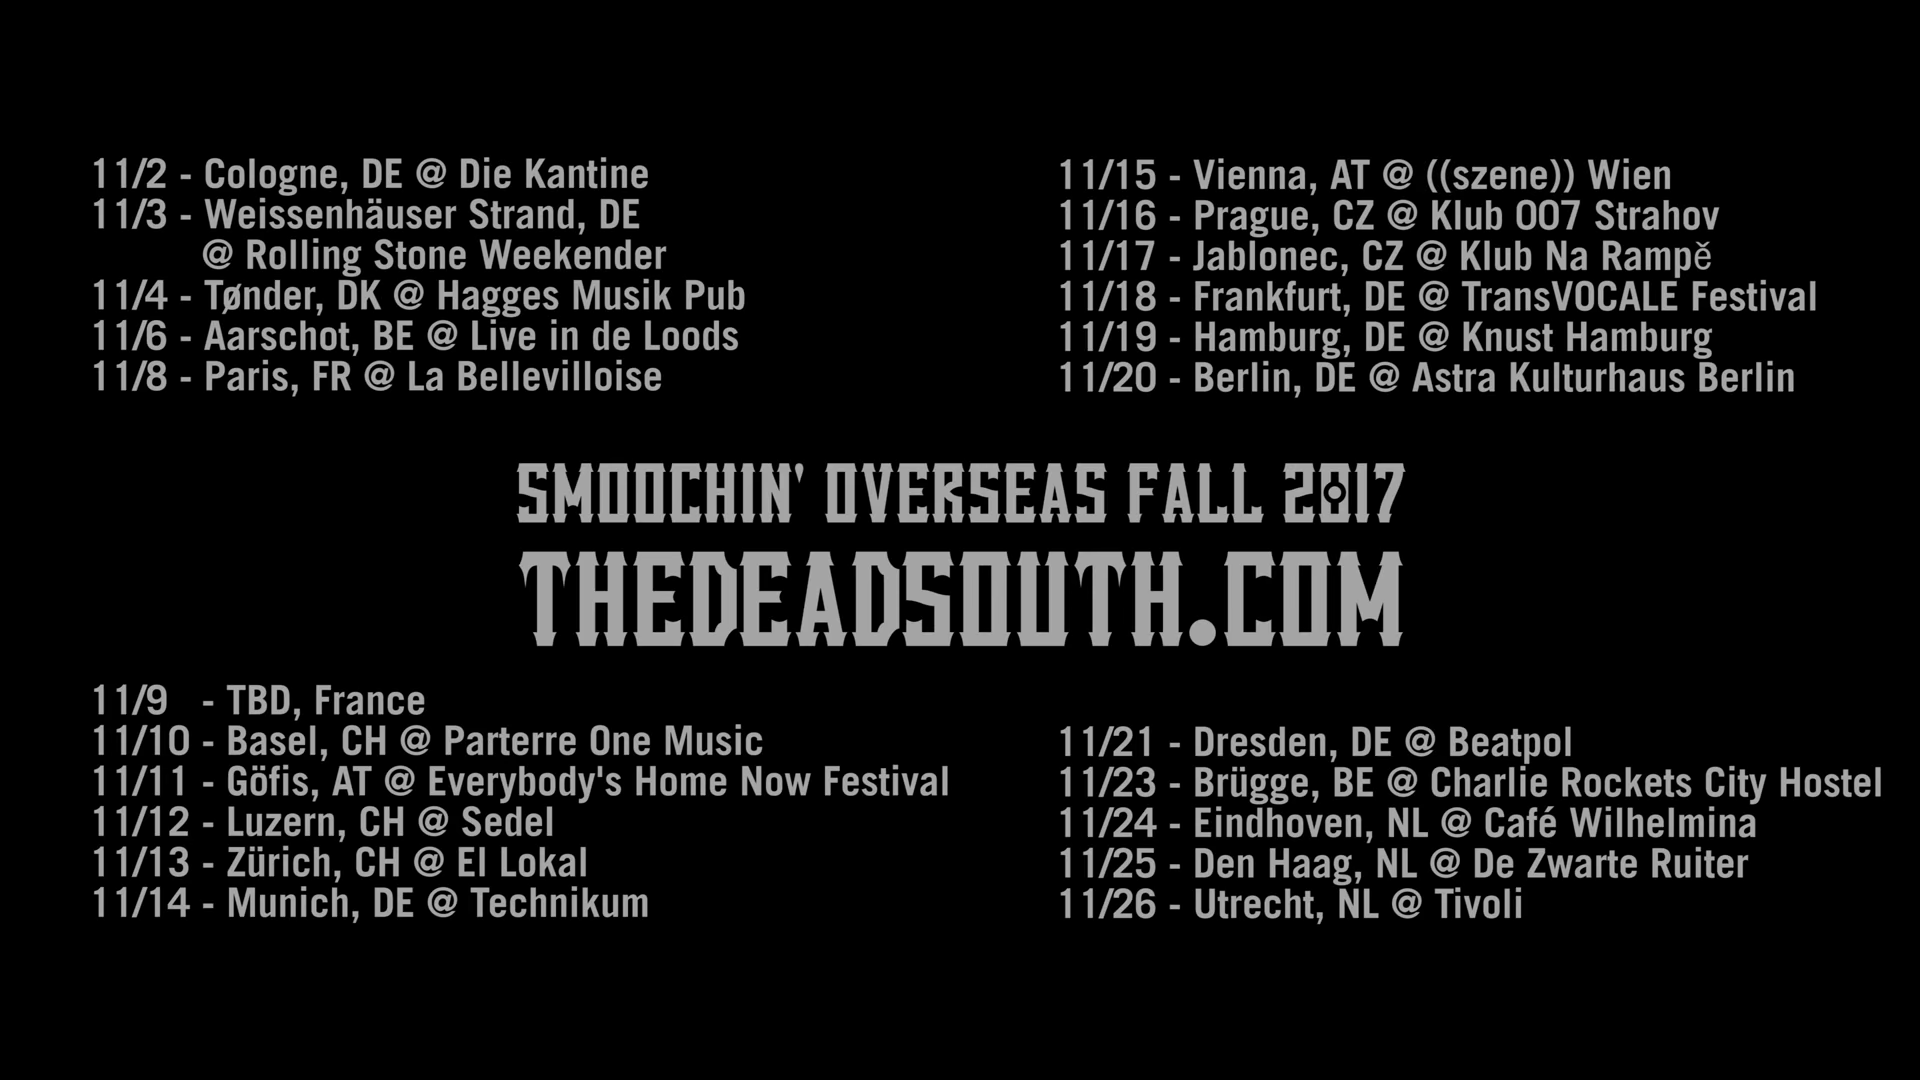 11/2 - Cologne, DE @ Die Kantine
11/3 - Weissenhäuser Strand, DE
@ Rolling Stone Weekender
11/4 - Tønder, DK @ Hagges Musik Pub
11/6 - Aarschot, BE @ Live in de Loods
11/8 - Paris, FR @ La Bellevilloise
11/15 - Vienna, AT @ ((szene)) Wien
11/16 - Prague, CZ @ Klub 007 Strahov
11/17 - Jablonec, CZ @ Klub Na Rampě
11/18 - Frankfurt, DE @ TransVOCALE Festival
11/19 - Hamburg, DE @ Knust Hamburg
11/20 - Berlin, DE @ Astra Kulturhaus Berlin
SMOOCHIN' OVERSEAS FALL 2017
THEDEADSOUTH.COM
11/9 - TBD, France
11/10 - Basel, CH @ Parterre One Music
11/11 - Göfis, AT @ Everybody's Home Now Festival
11/12 - Luzern, CH @ Sedel
11/13 - Zürich, CH @ El Lokal
11/14 - Munich, DE @ Technikum
11/21 - Dresden, DE @ Beatpol
11/23 - Brügge, BE @ Charlie Rockets City Hostel
11/24 - Eindhoven, NL @ Café Wilhelmina
11/25 - Den Haag, NL @ De Zwarte Ruiter
11/26 - Utrecht, NL @ Tivoli